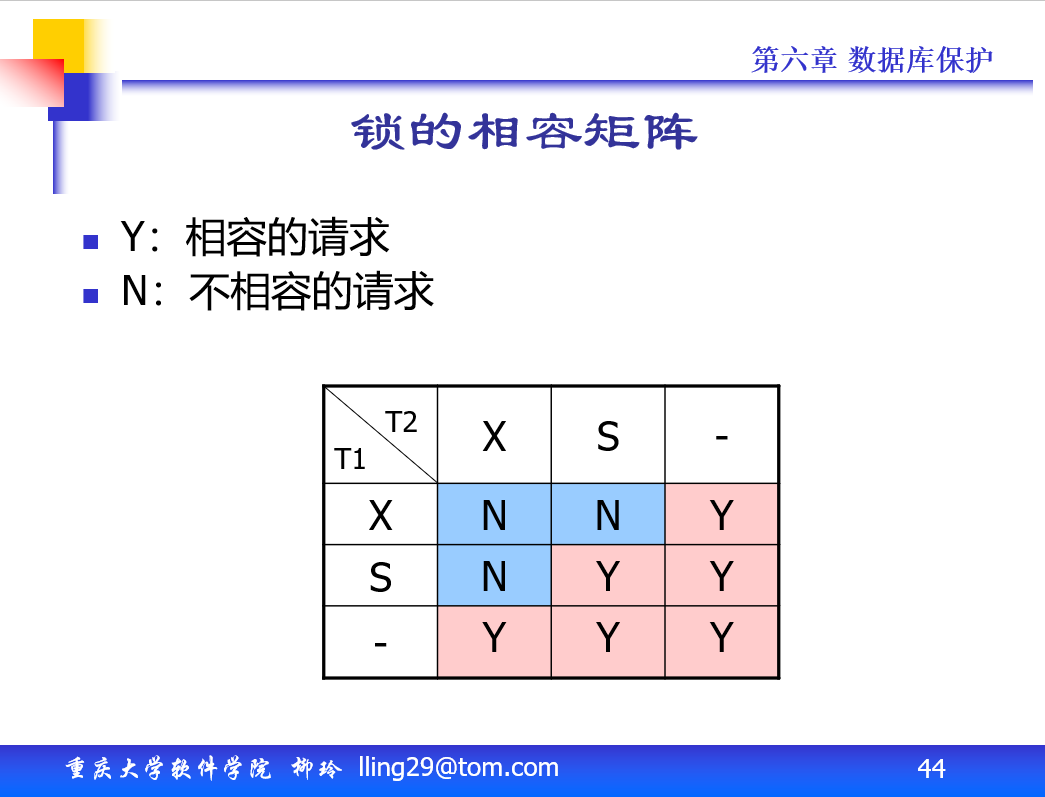 第六章 数据库保护
锁的相容矩阵
Y：相容的请求
N：不相容的请求
T2
T1
X S -
X N N Y
S N Y Y
- Y Y Y
重庆大学软件学院 柳玲 lling29@tom.com 44